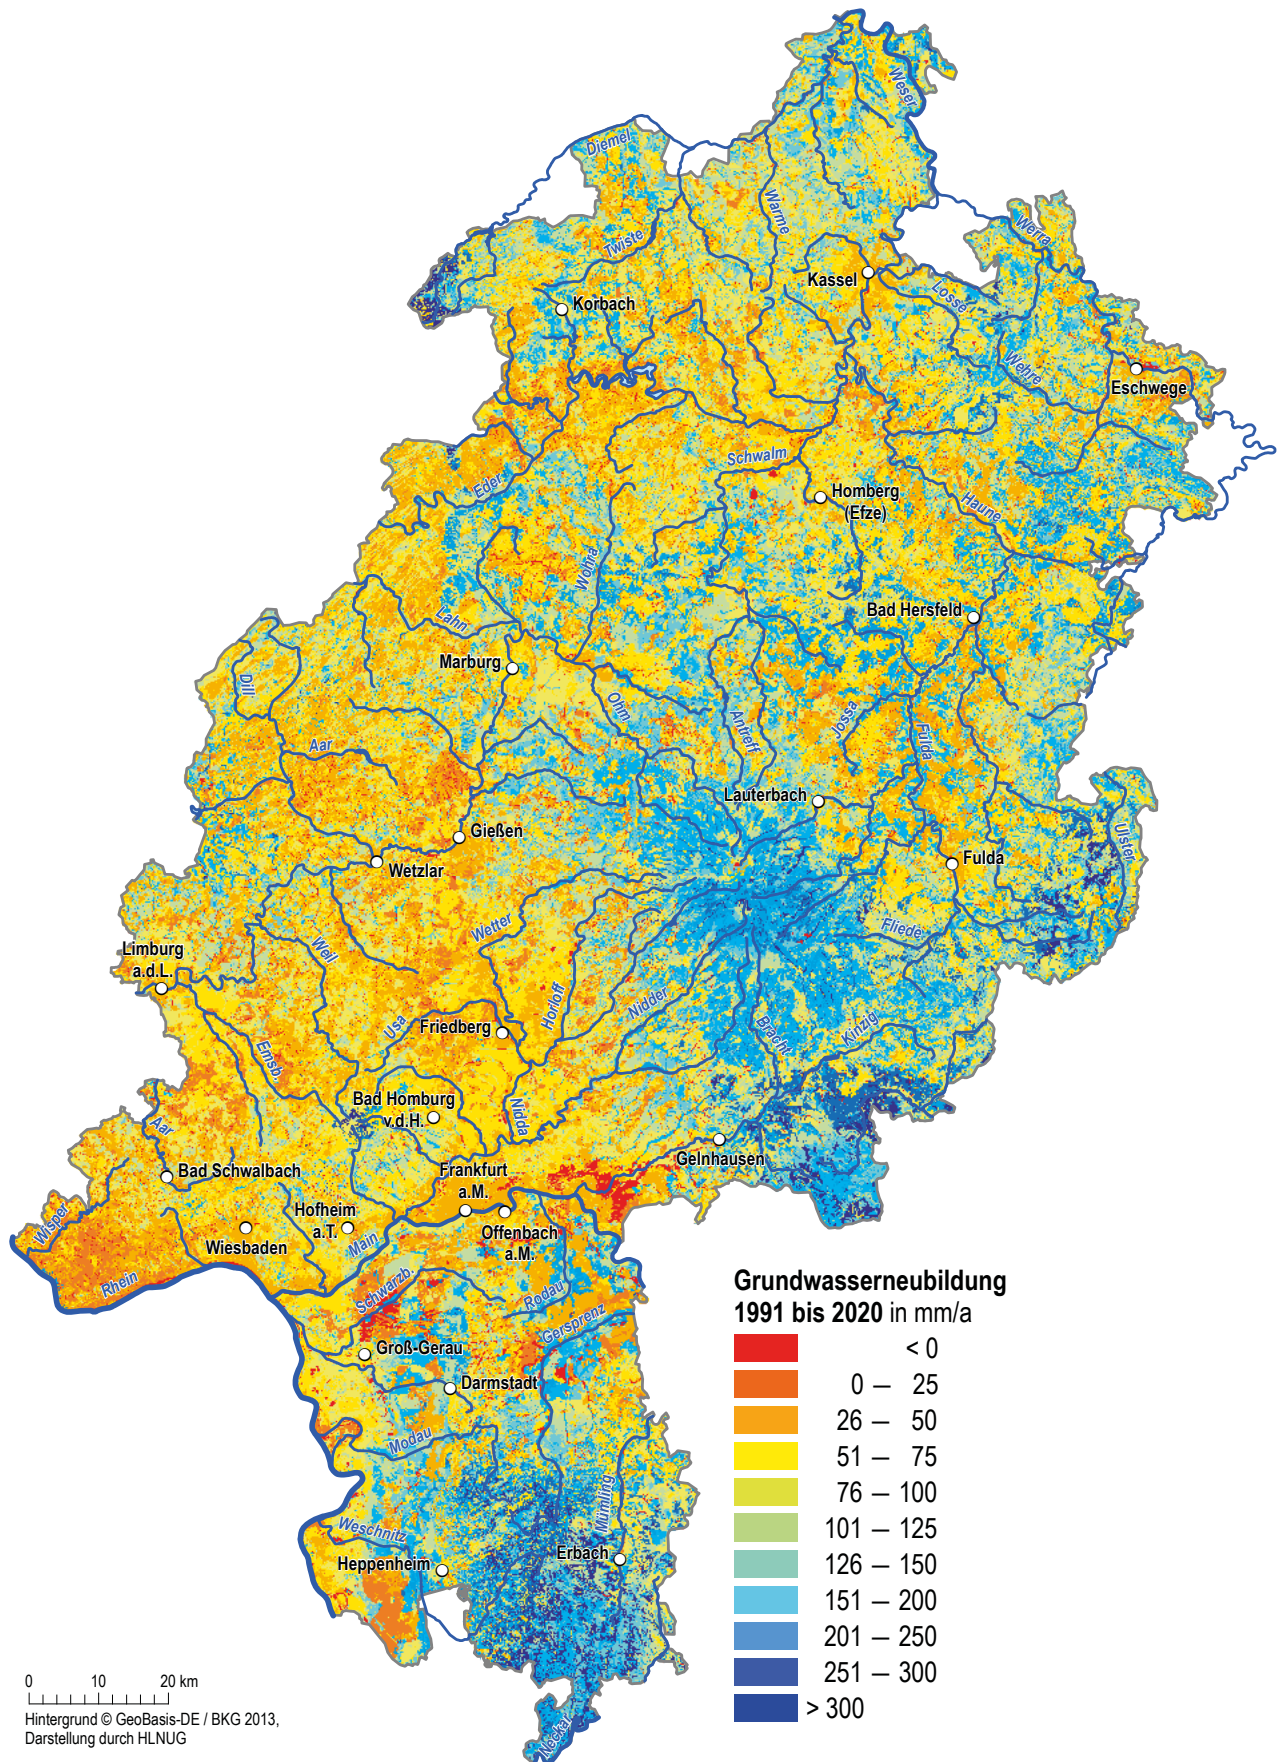 Weser
Diemel
Warme
Werra
Twiste
Kassel
Losse
Korbach
Wehre
Eschwege
Schwalm
Eder
Homberg
(Efze)
Haune
Wohra
Bad Hersfeld
Lahn
Marburg
Dill
Ohm
Antreff
Jossa
Fulda
Aar
Lauterbach
Ulster
Gießen
Wetzlar
Fulda
Wetter
Fliede
Limburg
a.d.L.
Weil
Horloff
Nidder
Usa
Friedberg
Bracht
Kinzig
Emsb.
Bad Homburg
v.d.H.
Nidda
Aar
Gelnhausen
Bad Schwalbach
Frankfurt
a.M.
Wisper
Hofheim
a.T.
Wiesbaden
Main
Offenbach
a.M.
Rhein
Schwarzb.
Rodau
Gersprenz
Groß-Gerau
Darmstadt
Modau
Mümling
Weschnitz
Heppenheim
Erbach
Neckar
Grundwasserneubildung
1991 bis 2020 in mm/a
< 0
0 – 25
26 – 50
51 – 75
76 – 100
101 – 125
126 – 150
151 – 200
201 – 250
251 – 300
> 300
0 10 20 km
Hintergrund © GeoBasis-DE / BKG 2013,
Darstellung durch HLNUG